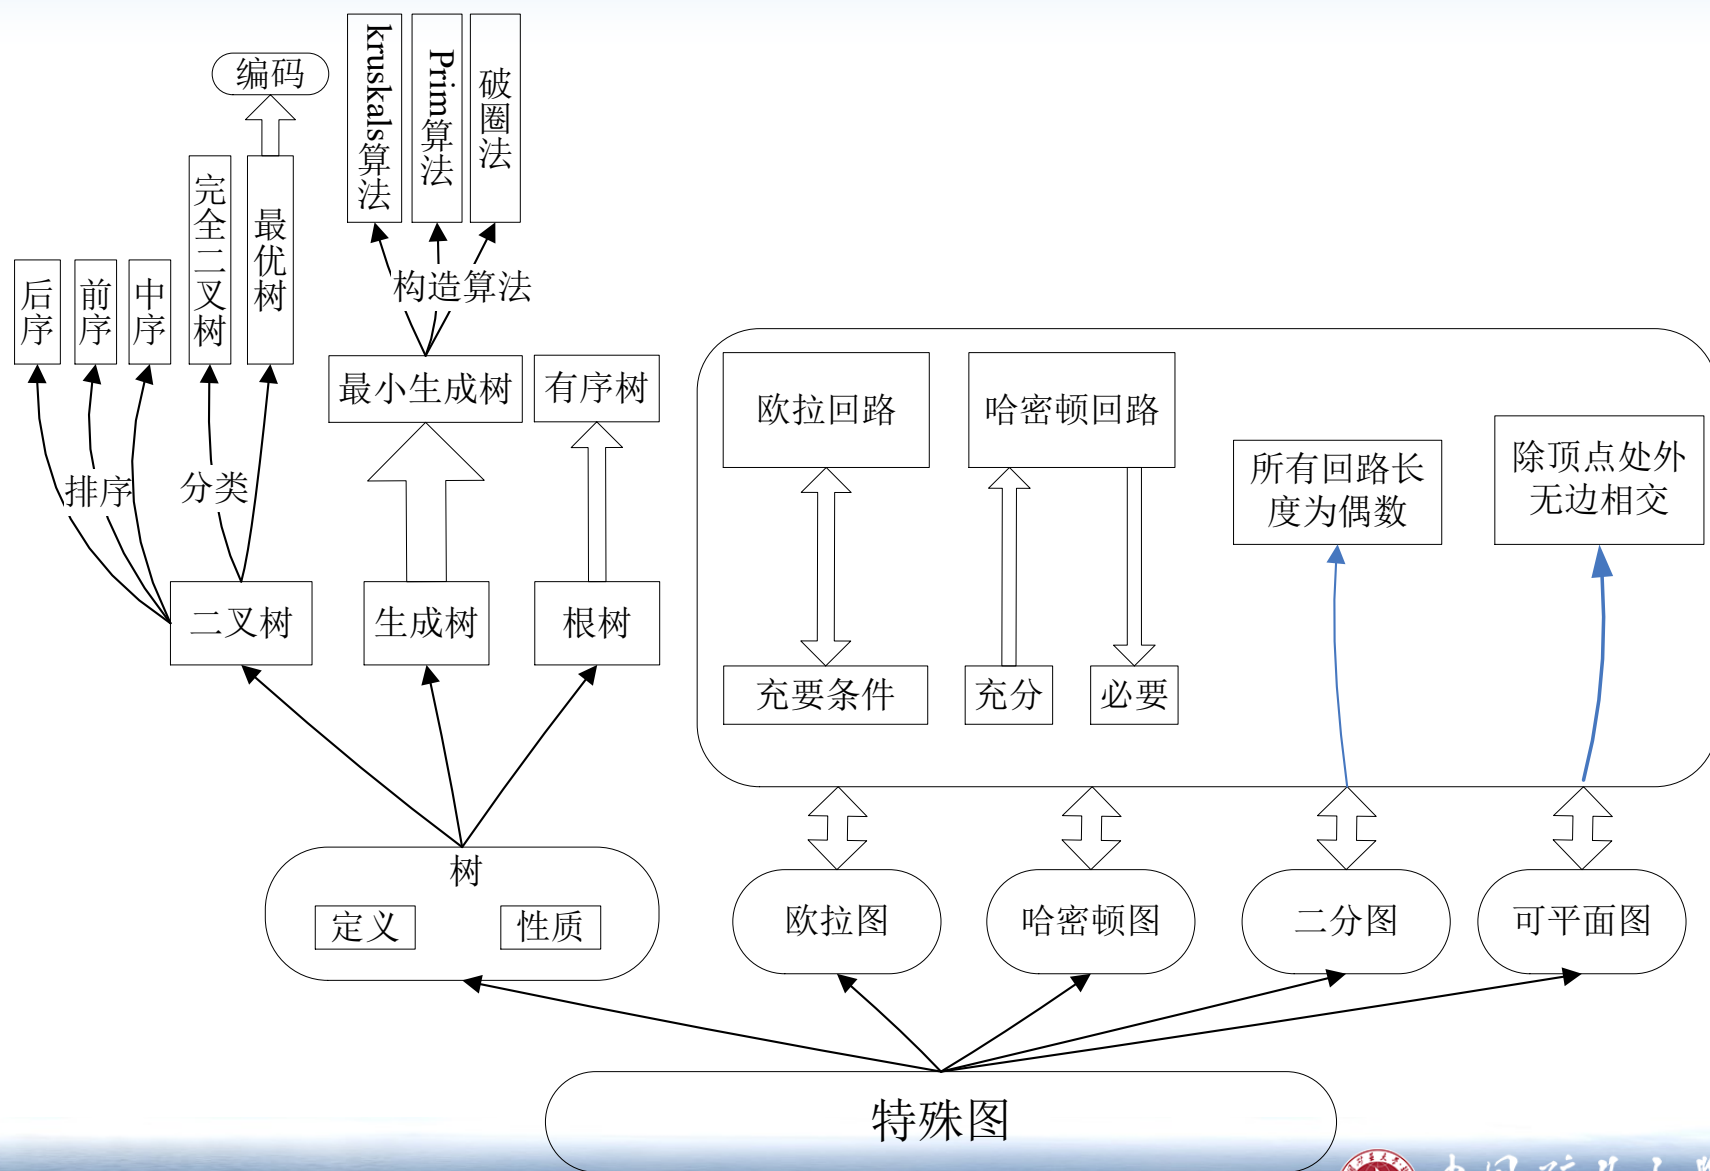 编码
kruskals算法
Prim算法
破圈法
完全二叉树
最优树
后序
前序
中序
构造算法
最小生成树
有序树
欧拉回路
哈密顿回路
所有回路长
度为偶数
除顶点处外
无边相交
排序
分类
二叉树
生成树
根树
充要条件
充分
必要
树
定义
性质
欧拉图
哈密顿图
二分图
可平面图
特殊图